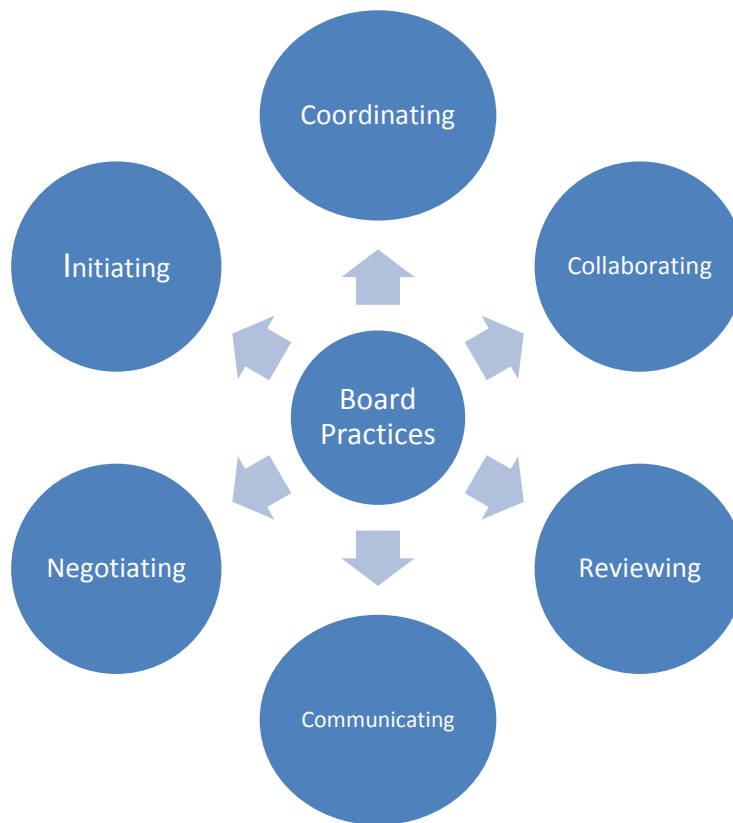 Coordinating
Initiating
Collaborating
Board
Practices
Negotiating
Reviewing
Communicating